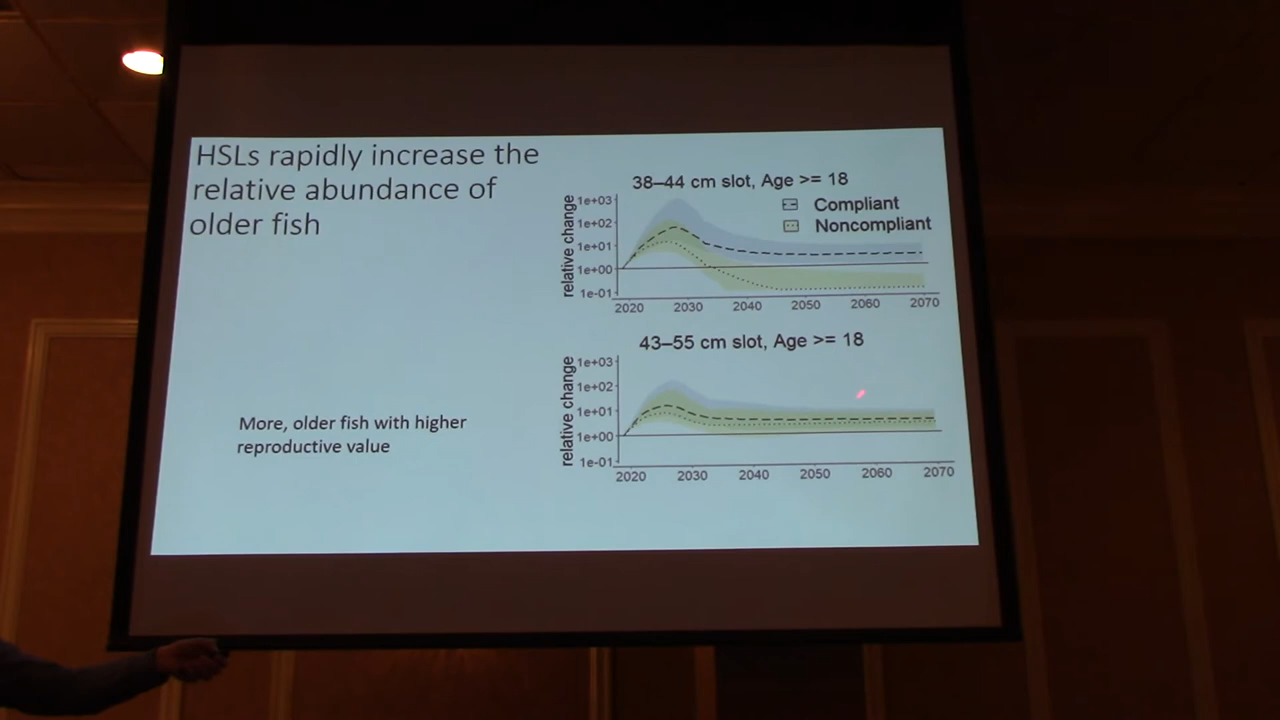 HSLs rapidly increase the
relative abundance of
older fish
More, older fish with higher
reproductive value
38–44 cm slot, Age >= 18
Compliant
Noncompliant
relative change
1e+03
1e+02
1e+01
1e+00
1e-01
2020 2030 2040 2050 2060 2070
43–55 cm slot, Age >= 18
relative change
1e+03
1e+02
1e+01
1e+00
1e-01
2020 2030 2040 2050 2060 2070